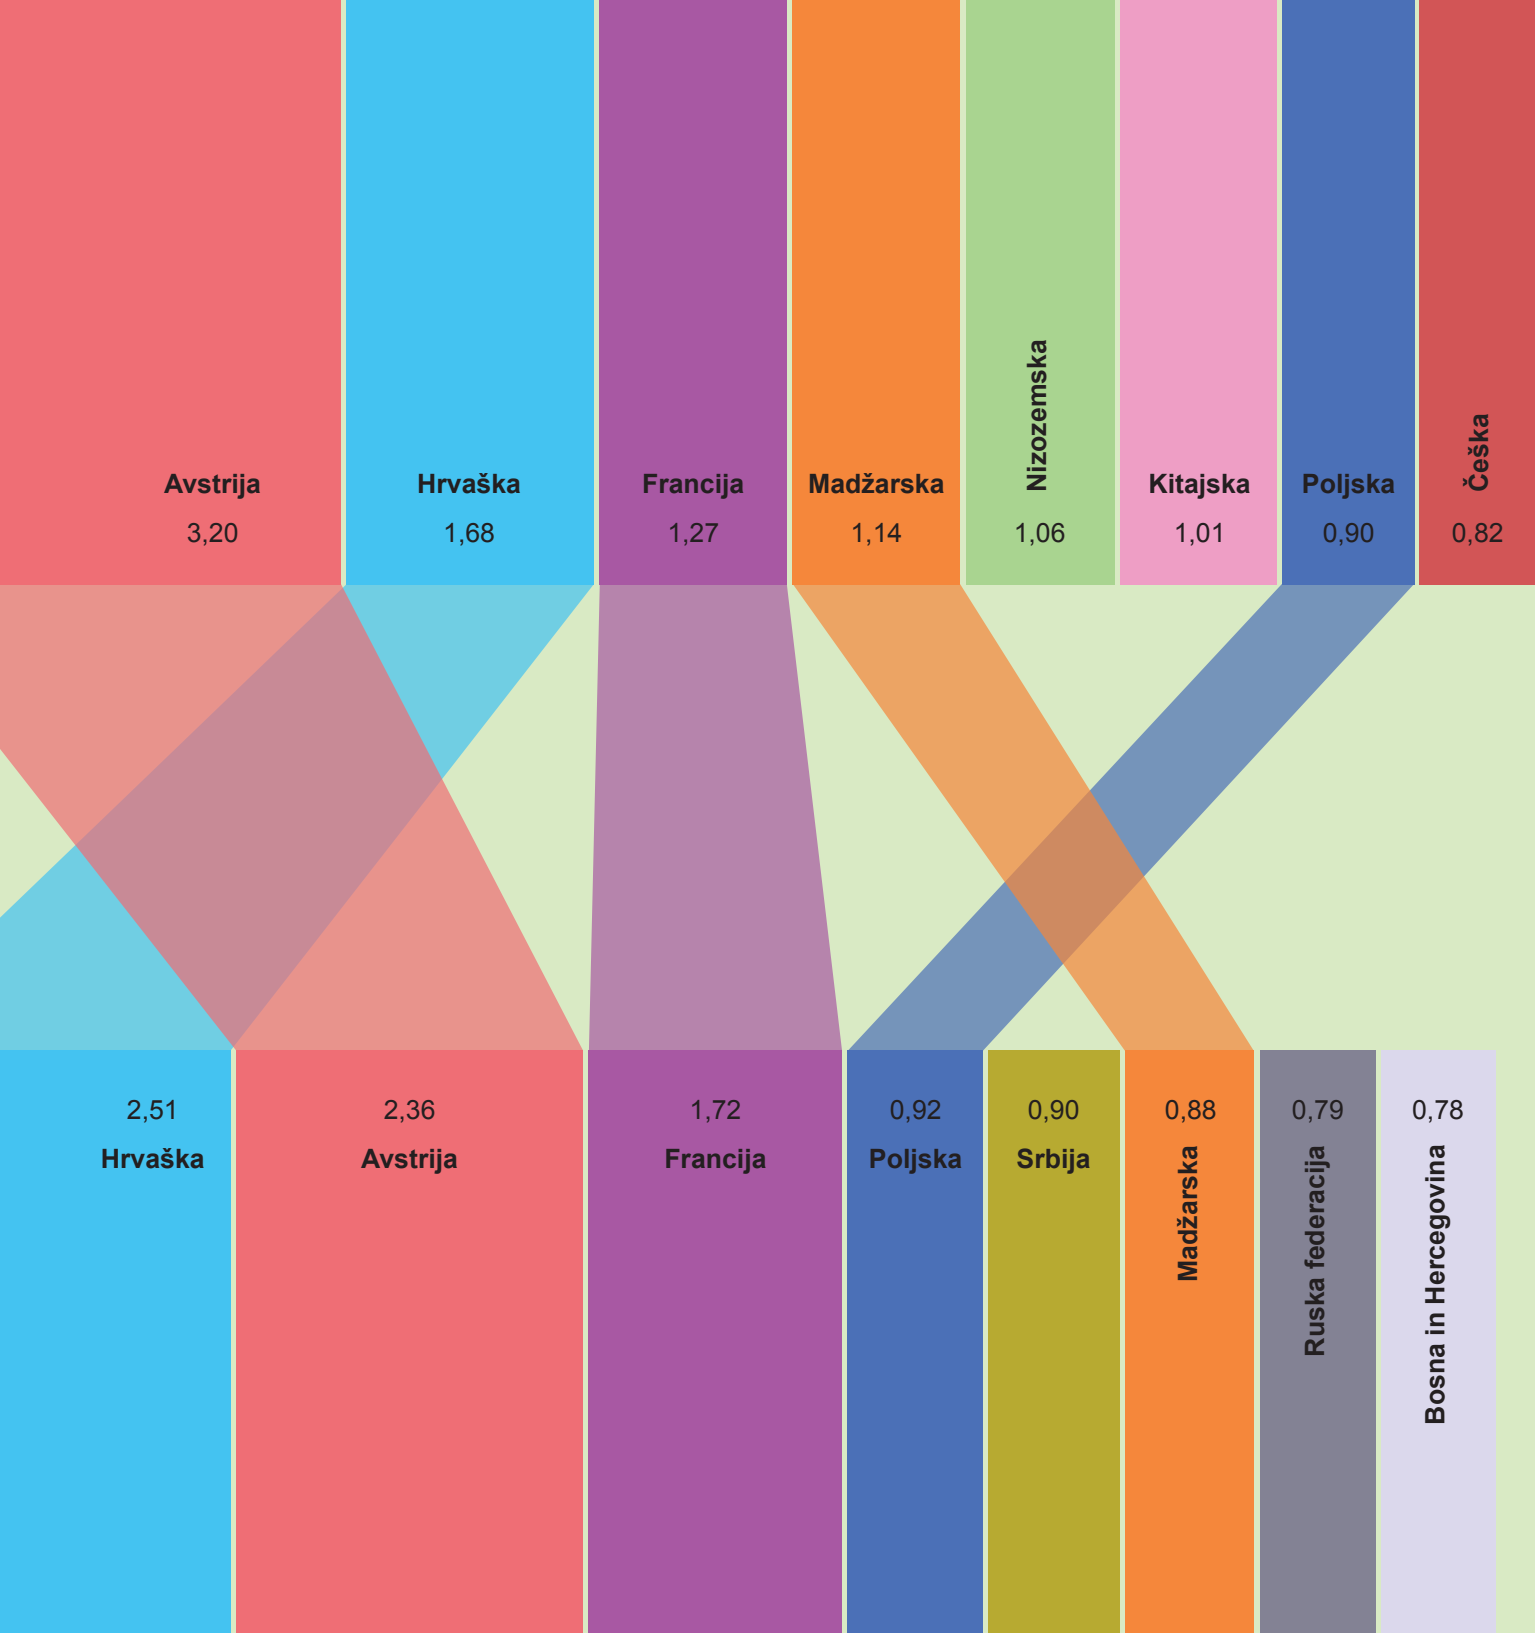 Avstrija
3,20
Hrvaška
1,68
Francija
1,27
Madžarska
1,14
Nizozemska
1,06
Kitajska
1,01
Poljska
0,90
Češka
0,82
2,51
Hrvaška
2,36
Avstrija
1,72
Francija
0,92
Poljska
0,90
Srbija
0,88
Madžarska
0,79
Ruska federacija
0,78
Bosna in Hercegovina